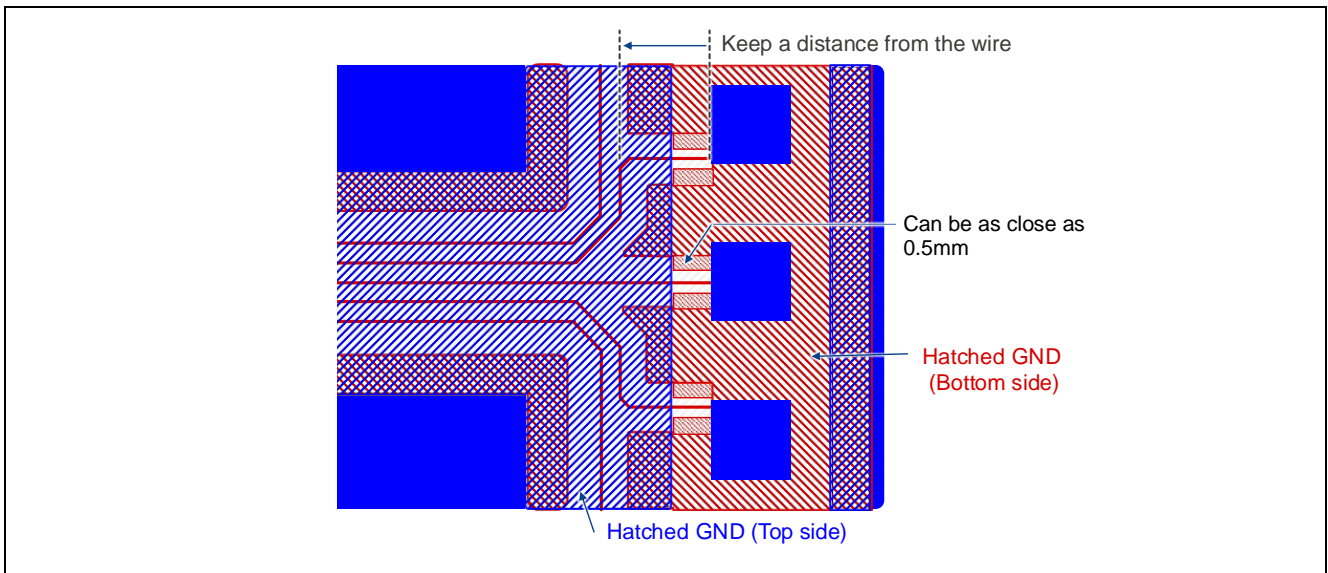 Keep a distance from the wire
Can be as close as
0.5mm
Hatched GND
(Bottom side)
Hatched GND (Top side)